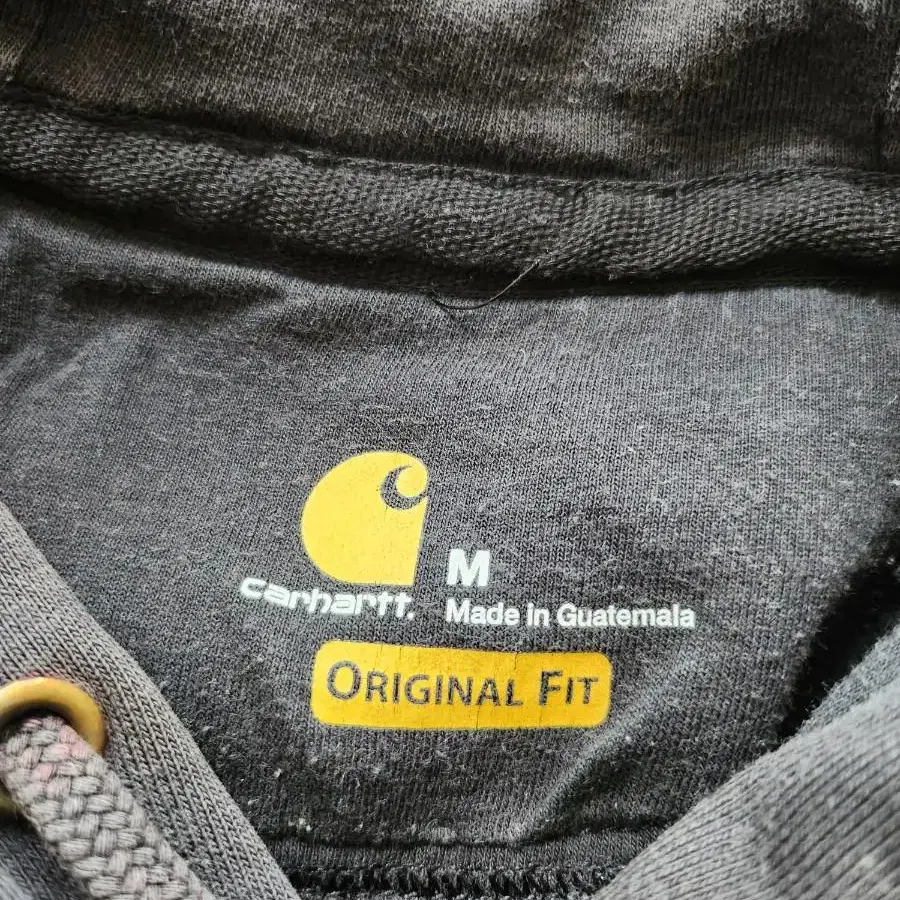 M
carhartt.
Made in Guatemala
ORIGINAL FIT